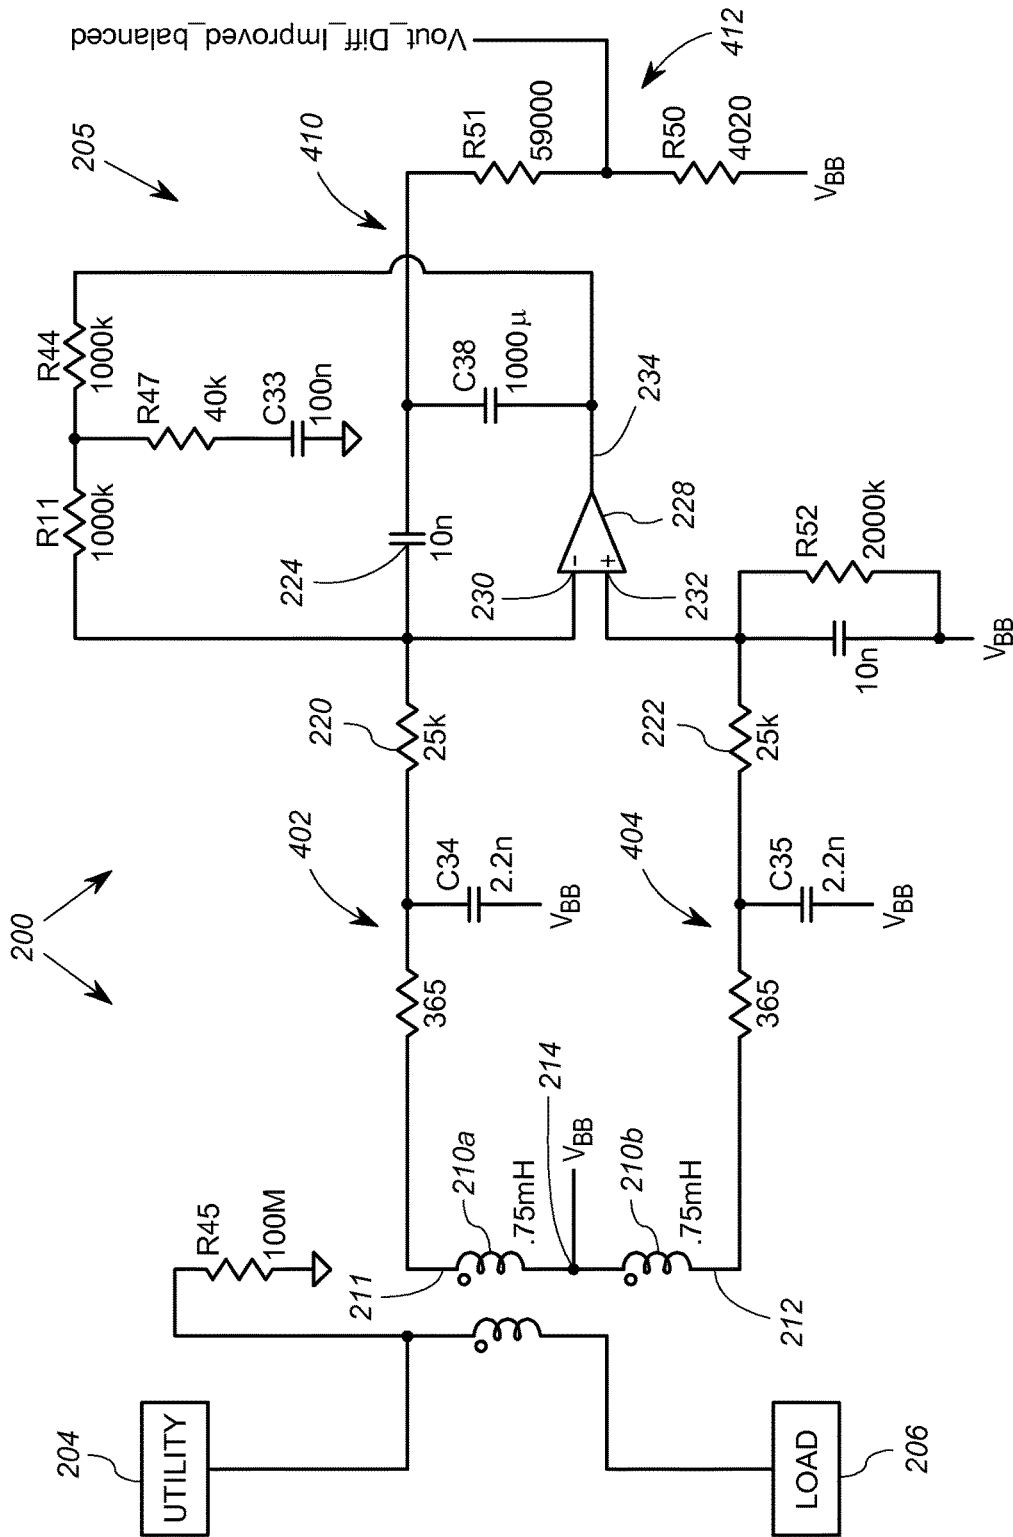 200
205
204
UTILITY
LOAD
206
R45
100M
211
210a
.75mH
214
VBB
210b
.75mH
212
365
402
C34
2.2n
VBB
365
404
C35
2.2n
VBB
220
25k
222
25k
R11
1000k
R44
1000k
R47
40k
C33
100n
224
10n
C38
1000µ
230
-
+
232
228
234
10n
R52
2000k
VBB
410
R51
59000
R50
4020
VBB
412
Vout_Diff_Improved_balanced